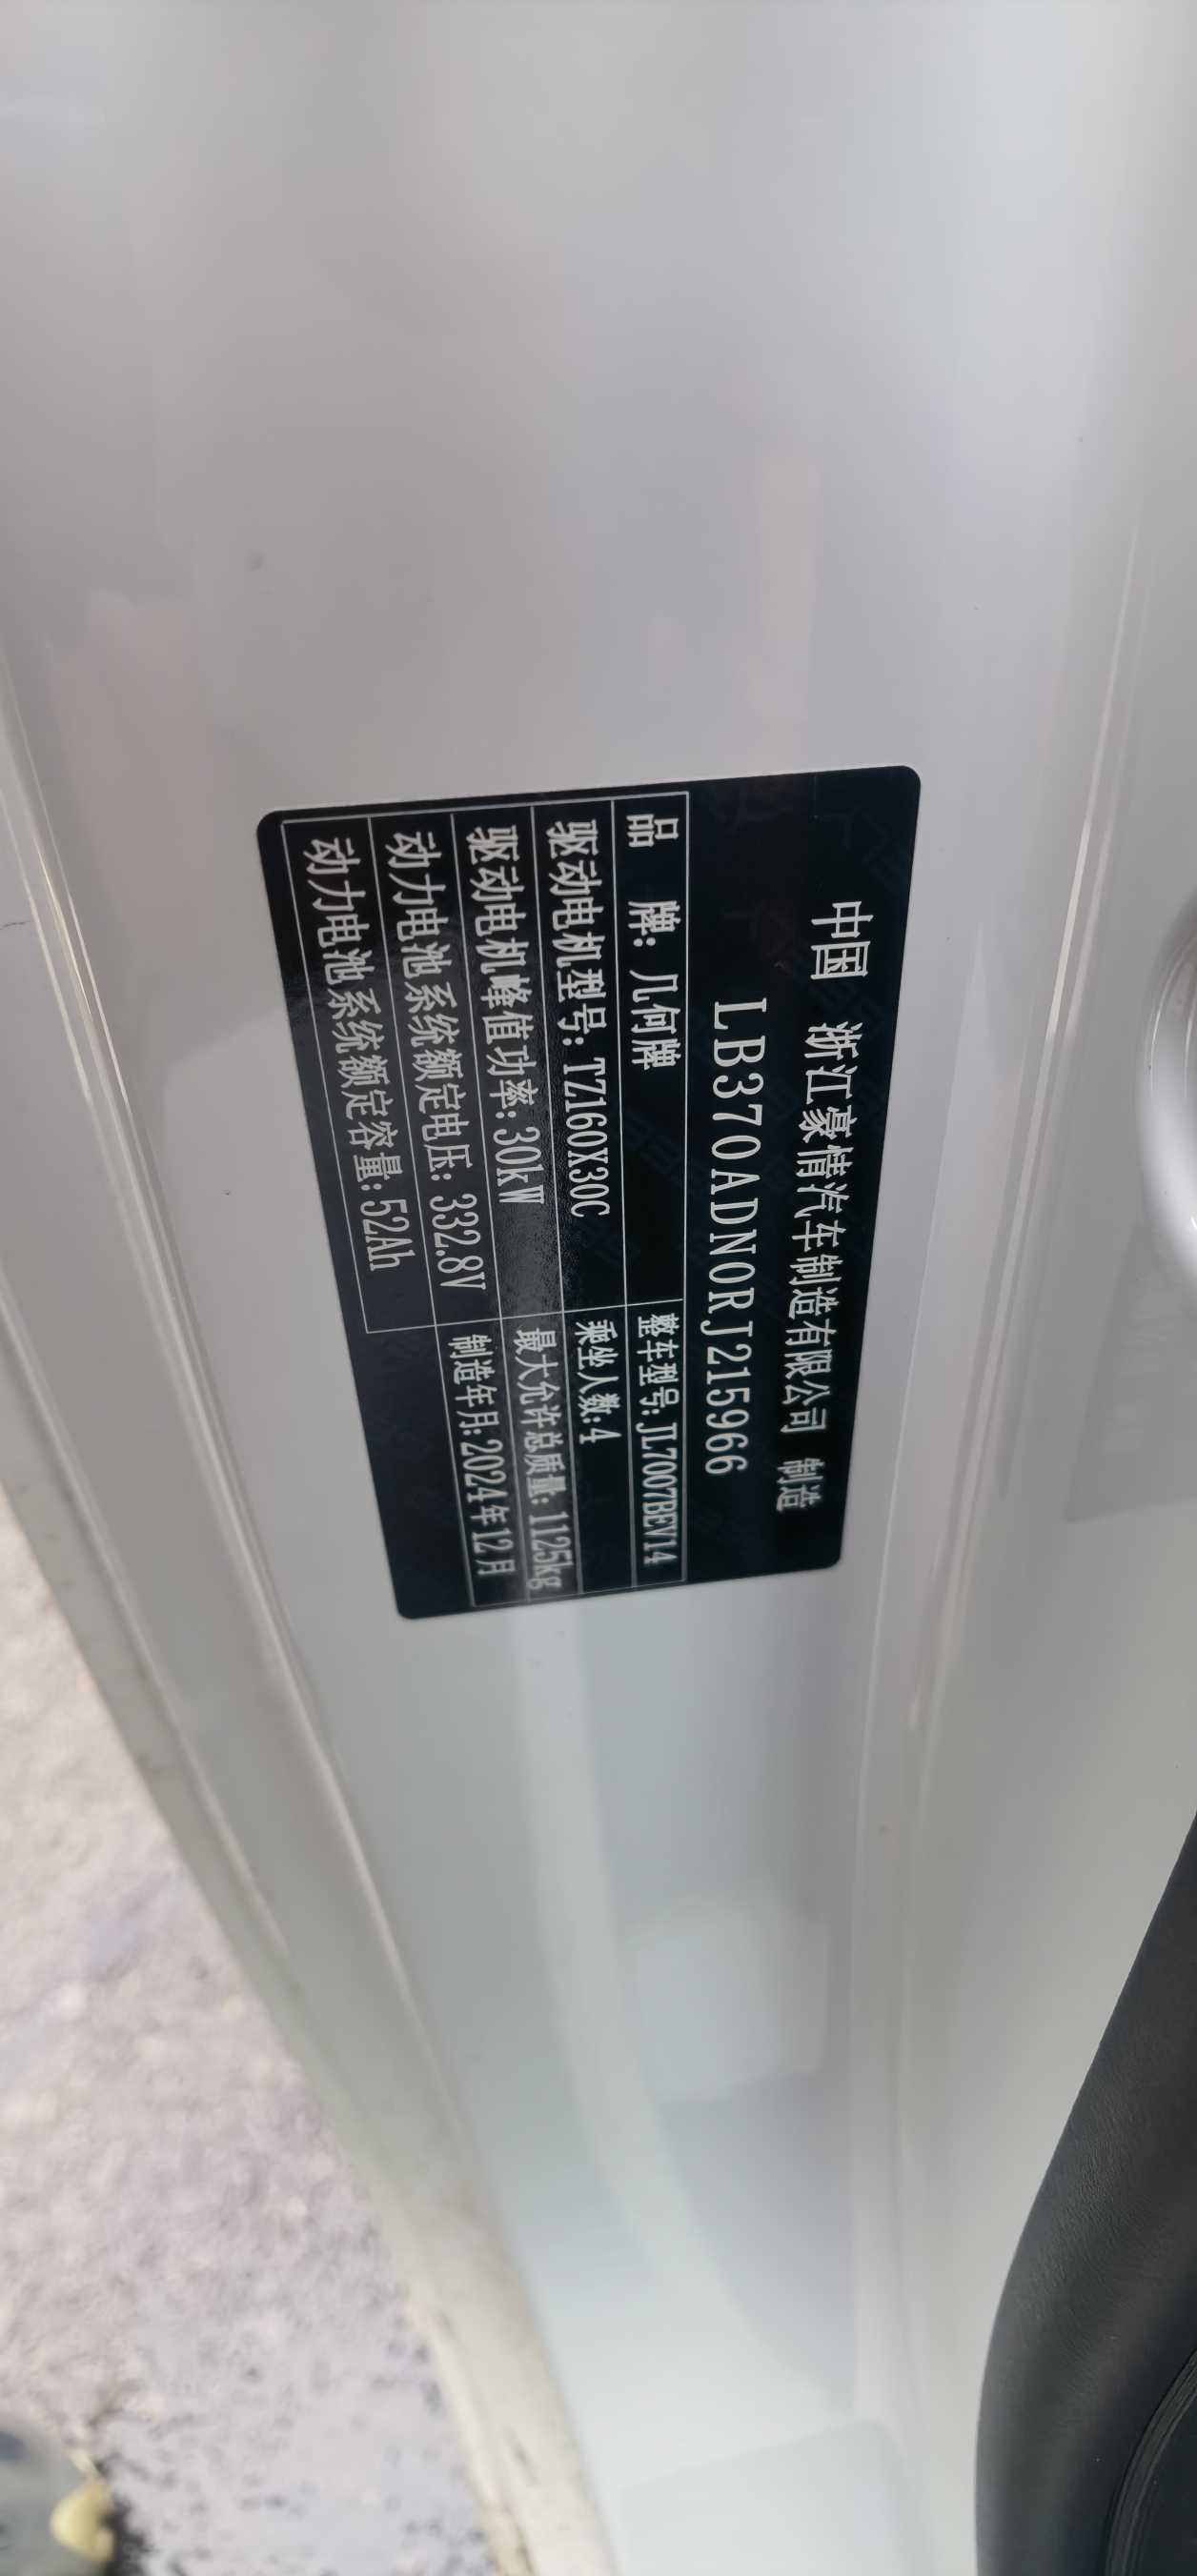 中国 浙江豪情汽车制造有限公司 制造
LB370ADN0RJ215966
品 牌: 几何牌 整车型号: JL7007BEV14
驱动电机型号: TZ160X30C 乘坐人数: 4
驱动电机峰值功率: 30kW 最大允许总质量: 1125kg
动力电池系统额定电压: 332.8V 制造年月: 2024年12月
动力电池系统额定容量: 52Ah